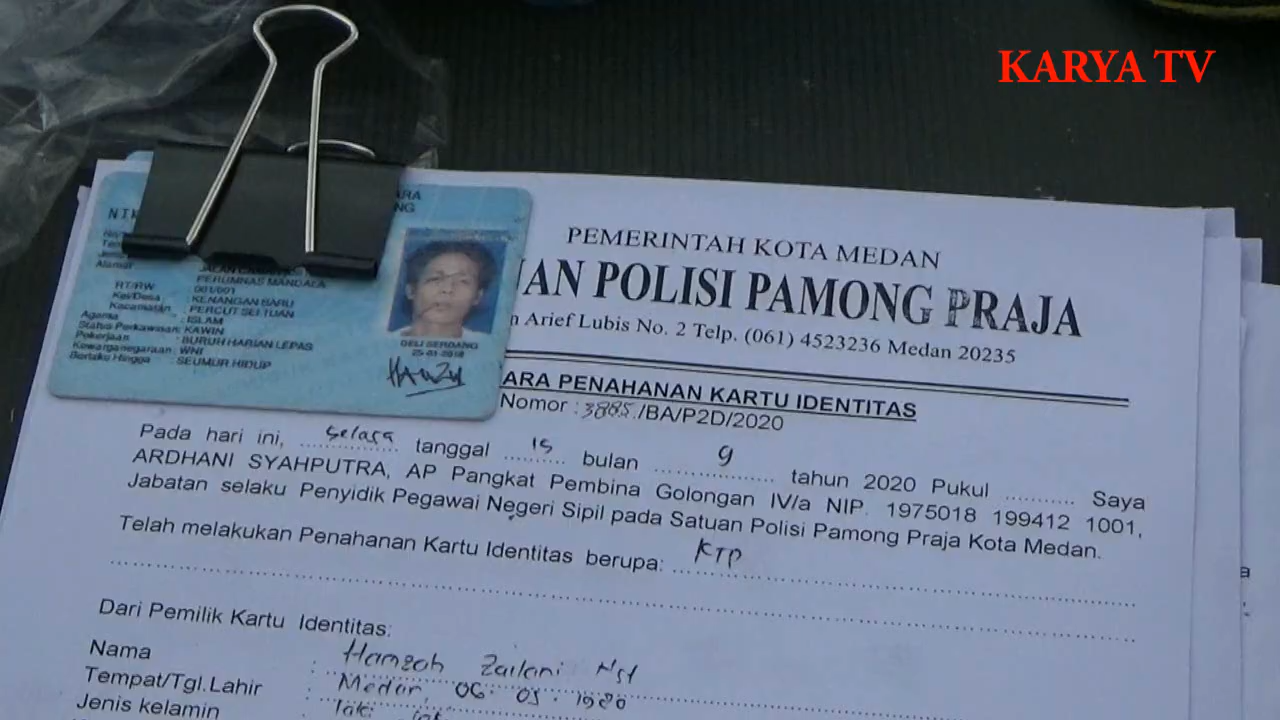 KARYA TV
ARA
NG
NIK
Alamat
JALAN
PERUMNAS MANDALA
RT/RW : 001/001
Kel/Desa : KENANGAN BARU
Kecamatan : PERCUT SEI TUAN
Agama : ISLAM
Status Perkawinan: KAWIN
Pekerjaan : BURUH HARIAN LEPAS
Kewarganegaraan: WNI
Berlaku Hingga : SEUMUR HIDUP
DELI SERDANG
25-01-2018
PEMERINTAH KOTA MEDAN
AN POLISI PAMONG PRAJA
n Arief Lubis No. 2 Telp. (061) 4523236 Medan 20235
ARA PENAHANAN KARTU IDENTITAS
Nomor : 3885./BA/P2D/2020
Pada hari ini, selasa tanggal 15 bulan 9 tahun 2020 Pukul ........... Saya
ARDHANI SYAHPUTRA, AP Pangkat Pembina Golongan IV/a NIP. 1975018 199412 1001,
Jabatan selaku Penyidik Pegawai Negeri Sipil pada Satuan Polisi Pamong Praja Kota Medan.
Telah melakukan Penahanan Kartu Identitas berupa: KTP
Dari Pemilik Kartu Identitas:
Nama : Hamzah Zailani Nst
Tempat/Tgl.Lahir : Medan, 06 - 05 - 1980
Jenis kelamin : laki